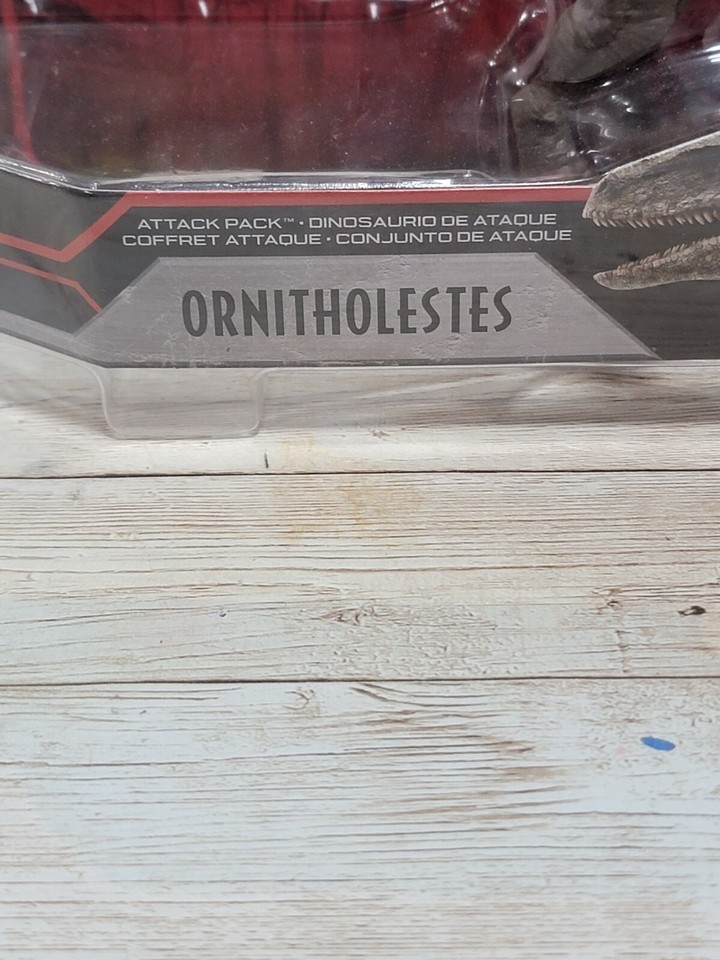 ATTACK PACK™ • DINOSAURIO DE ATAQUE
COFFRET ATTAQUE • CONJUNTO DE ATAQUE
ORNITHOLESTES